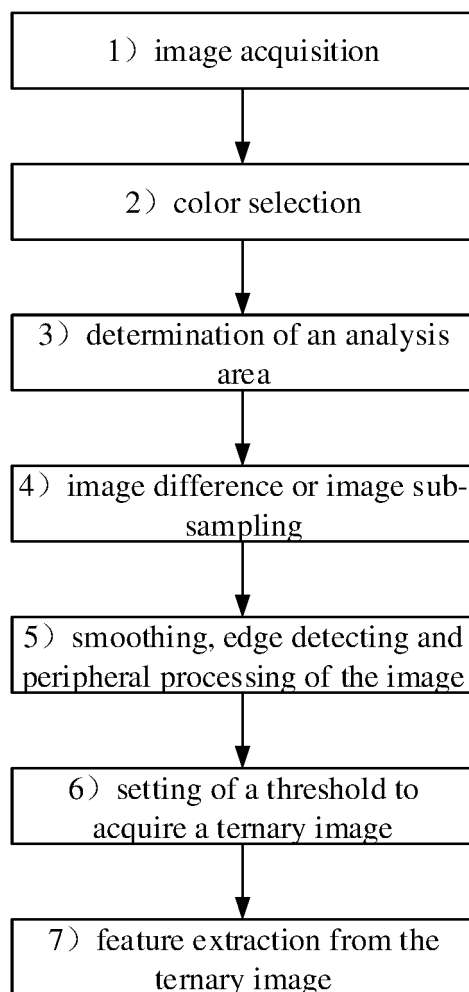 1）image acquisition
2）color selection
3）determination of an analysis
area
4）image difference or image sub-
sampling
5）smoothing, edge detecting and
peripheral processing of the image
6）setting of a threshold to
acquire a ternary image
7）feature extraction from the
ternary image